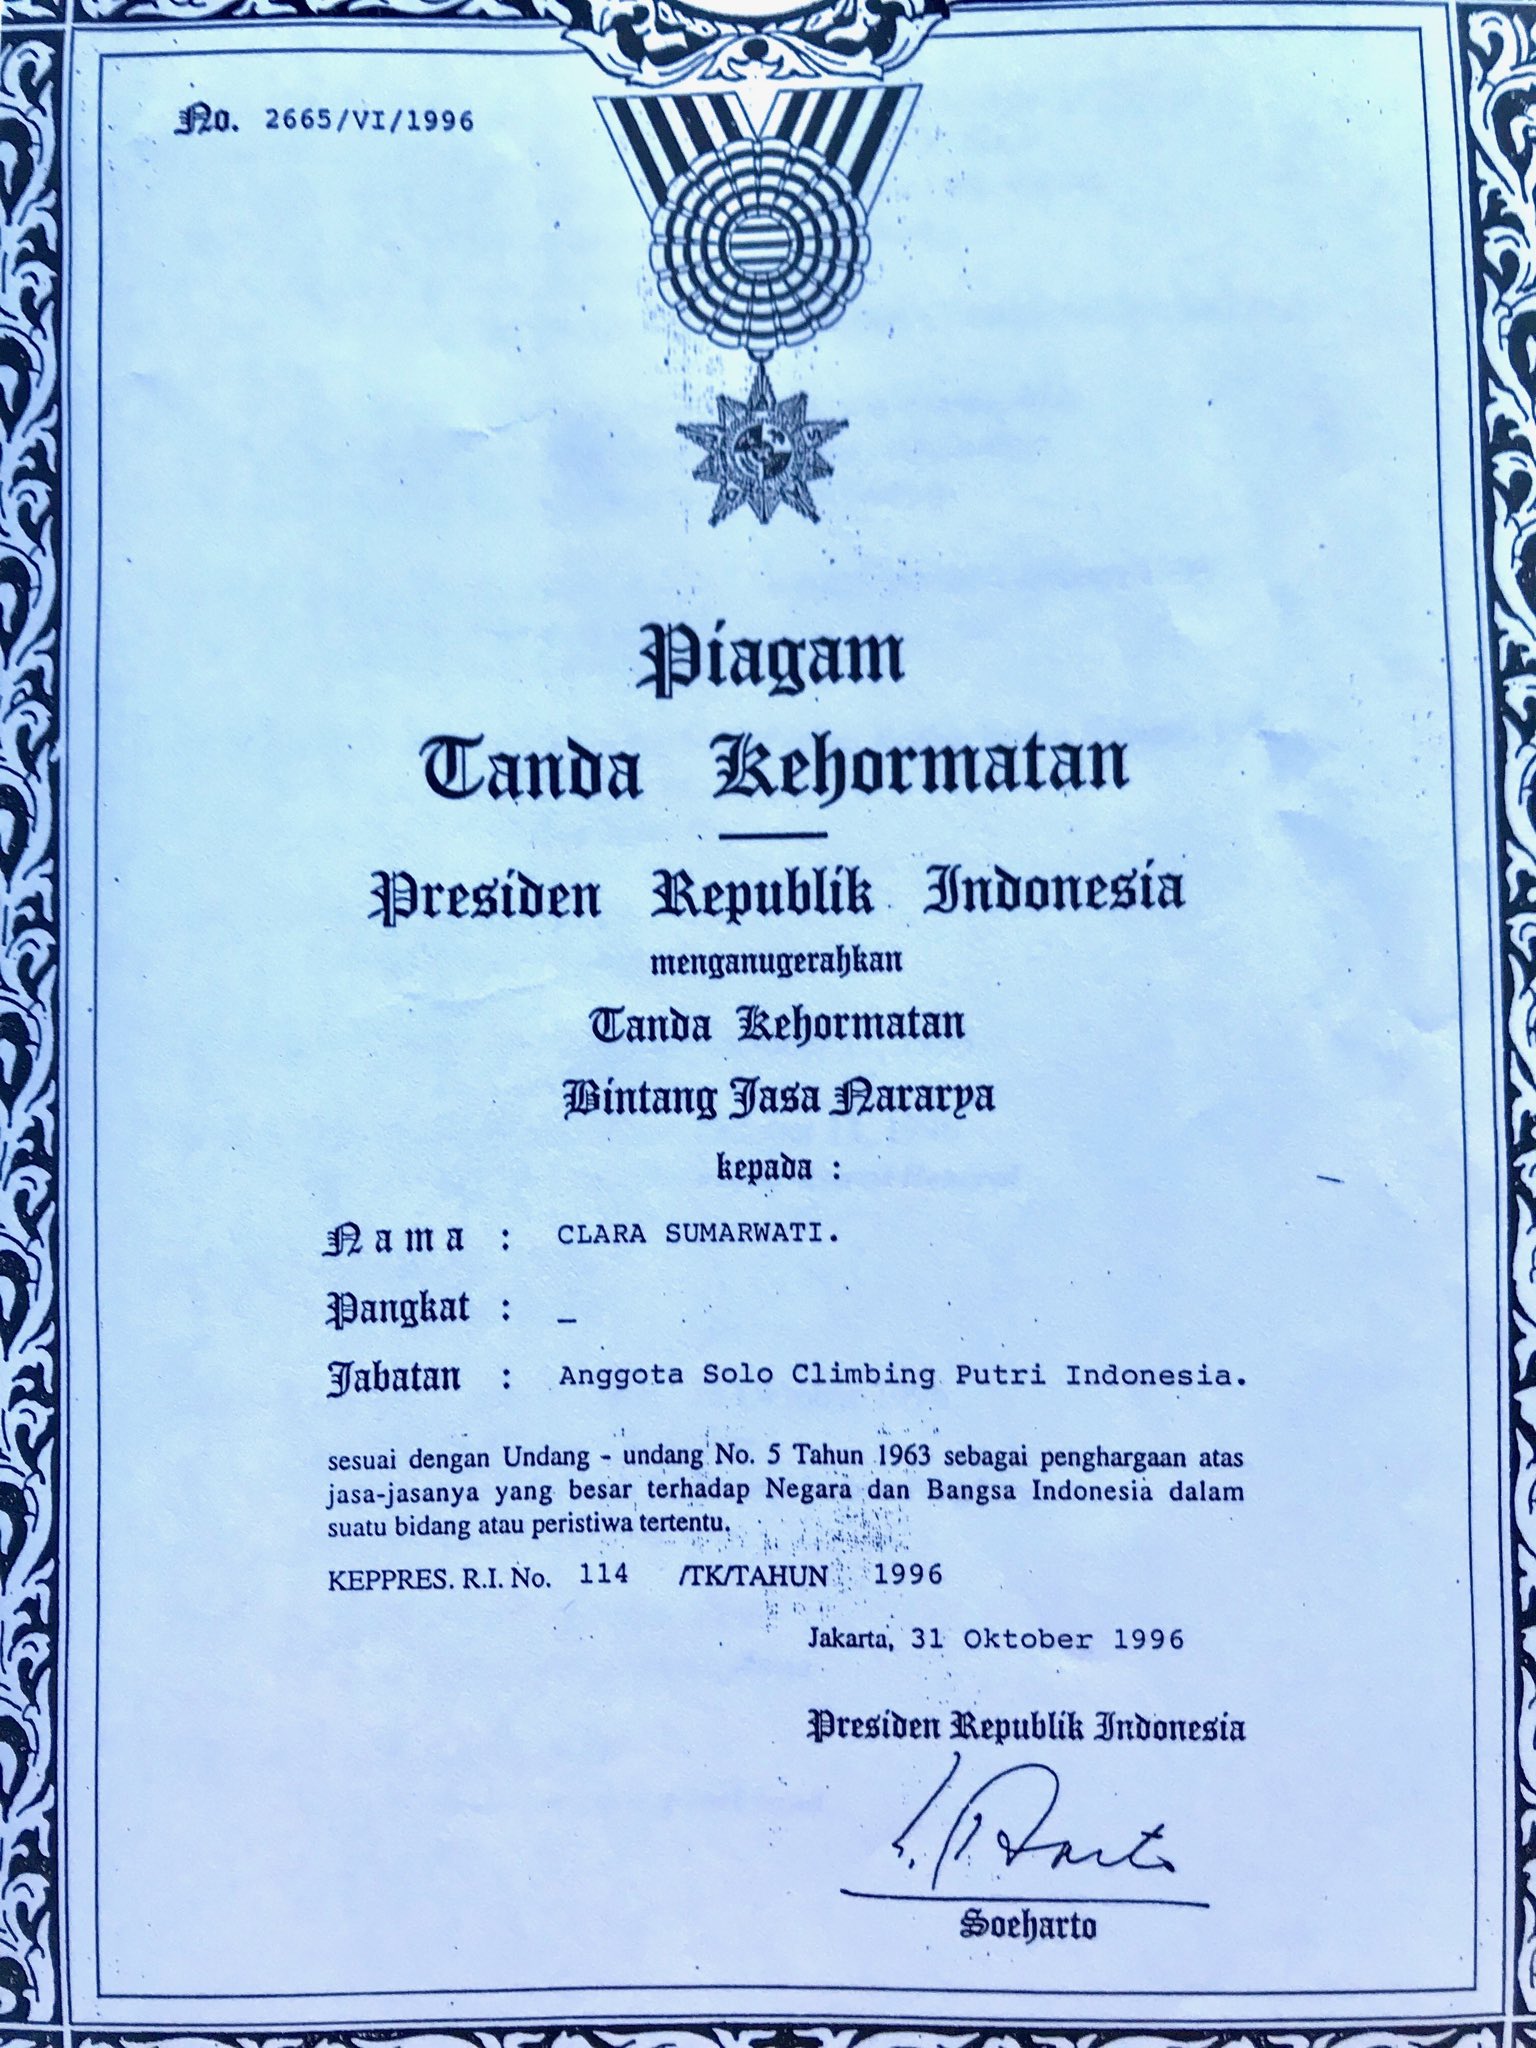 No. 2665/VI/1996
Piagam
Tanda Kehormatan
Presiden Republik Indonesia
menganugerahkan
Tanda Kehormatan
Bintang Jasa Nararya
kepada :
Nama : CLARA SUMARWATI.
Pangkat : _
Jabatan : Anggota Solo Climbing Putri Indonesia.
sesuai dengan Undang - undang No. 5 Tahun 1963 sebagai penghargaan atas
jasa-jasanya yang besar terhadap Negara dan Bangsa Indonesia dalam
suatu bidang atau peristiwa tertentu.
KEPPRES. R.I. No. 114 /TK/TAHUN 1996
Jakarta, 31 Oktober 1996
Presiden Republik Indonesia
Soeharto